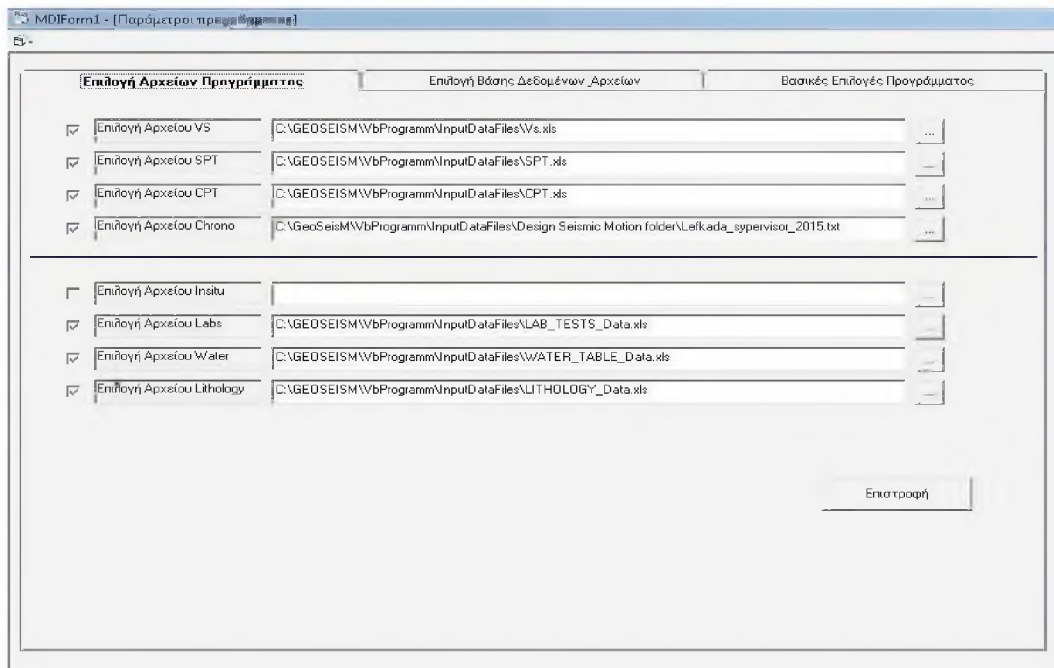 MDIForm1 - [Παράμετροι προγράμματος]
Επιλογή Αρχείων Προγράμματος
Επιλογή Βάσης Δεδομένων_Αρχείων
Βασικές Επιλογές Προγράμματος
Επιλογή Αρχείου VS C:\GEOSEISM\VbProgramm\InputDataFiles\Vs.xls ...
Επιλογή Αρχείου SPT C:\GEOSEISM\VbProgramm\InputDataFiles\SPT.xls ...
Επιλογή Αρχείου CPT C:\GEOSEISM\VbProgramm\InputDataFiles\CPT.xls ...
Επιλογή Αρχείου Chrono C:\GeoSeisM\VbProgramm\InputDataFiles\Design Seismic Motion folder\Lefkada_sypervisor_2015.txt ...
Επιλογή Αρχείου Insitu ...
Επιλογή Αρχείου Labs C:\GEOSEISM\VbProgramm\InputDataFiles\LAB_TESTS_Data.xls ...
Επιλογή Αρχείου Water C:\GEOSEISM\VbProgramm\InputDataFiles\WATER_TABLE_Data.xls ...
Επιλογή Αρχείου Lithology C:\GEOSEISM\VbProgramm\InputDataFiles\LITHOLOGY_Data.xls ...
Επιστροφή